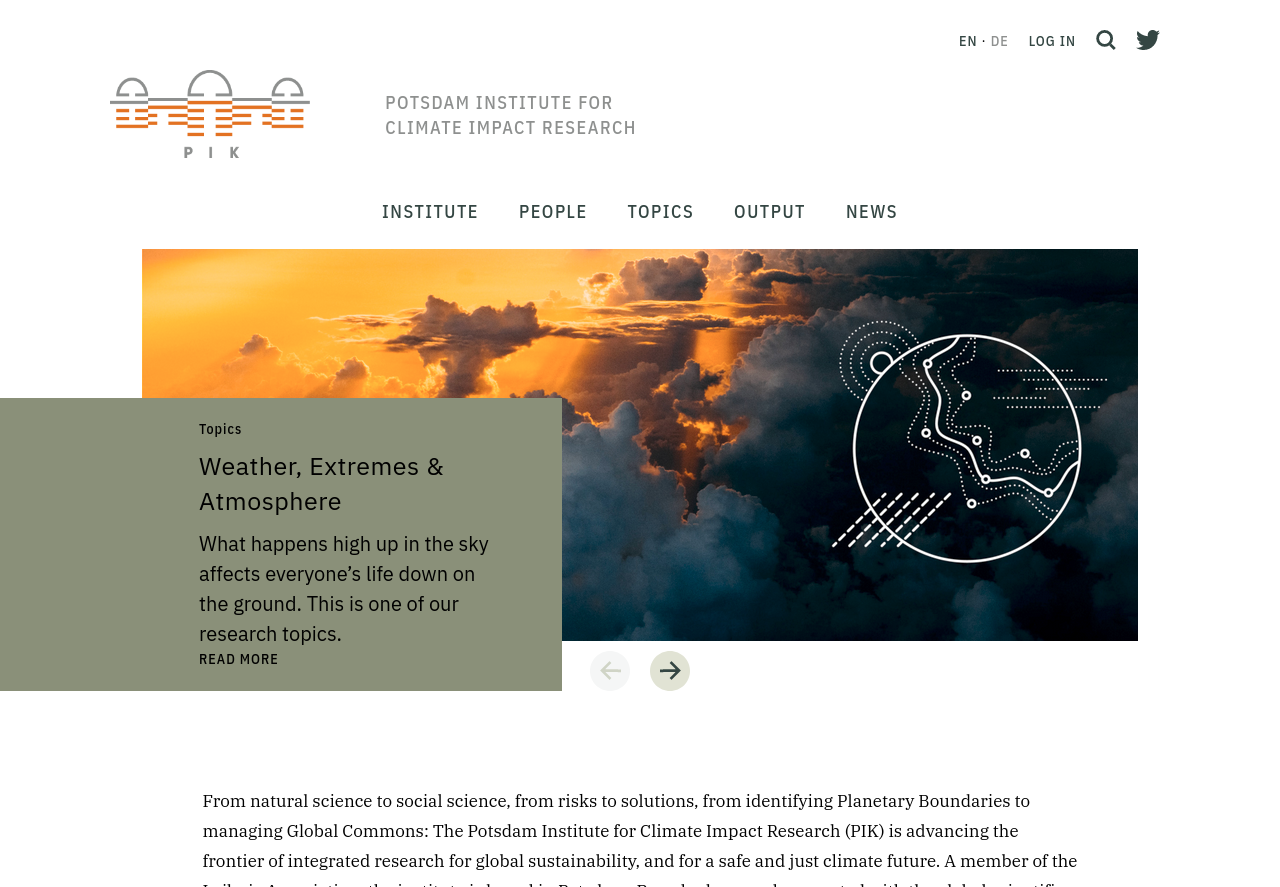 EN · DE LOG IN
POTSDAM INSTITUTE FOR
CLIMATE IMPACT RESEARCH
P I K
INSTITUTE PEOPLE TOPICS OUTPUT NEWS
Topics
Weather, Extremes &
Atmosphere
What happens high up in the sky
affects everyone’s life down on
the ground. This is one of our
research topics.
READ MORE
From natural science to social science, from risks to solutions, from identifying Planetary Boundaries to
managing Global Commons: The Potsdam Institute for Climate Impact Research (PIK) is advancing the
frontier of integrated research for global sustainability, and for a safe and just climate future. A member of the